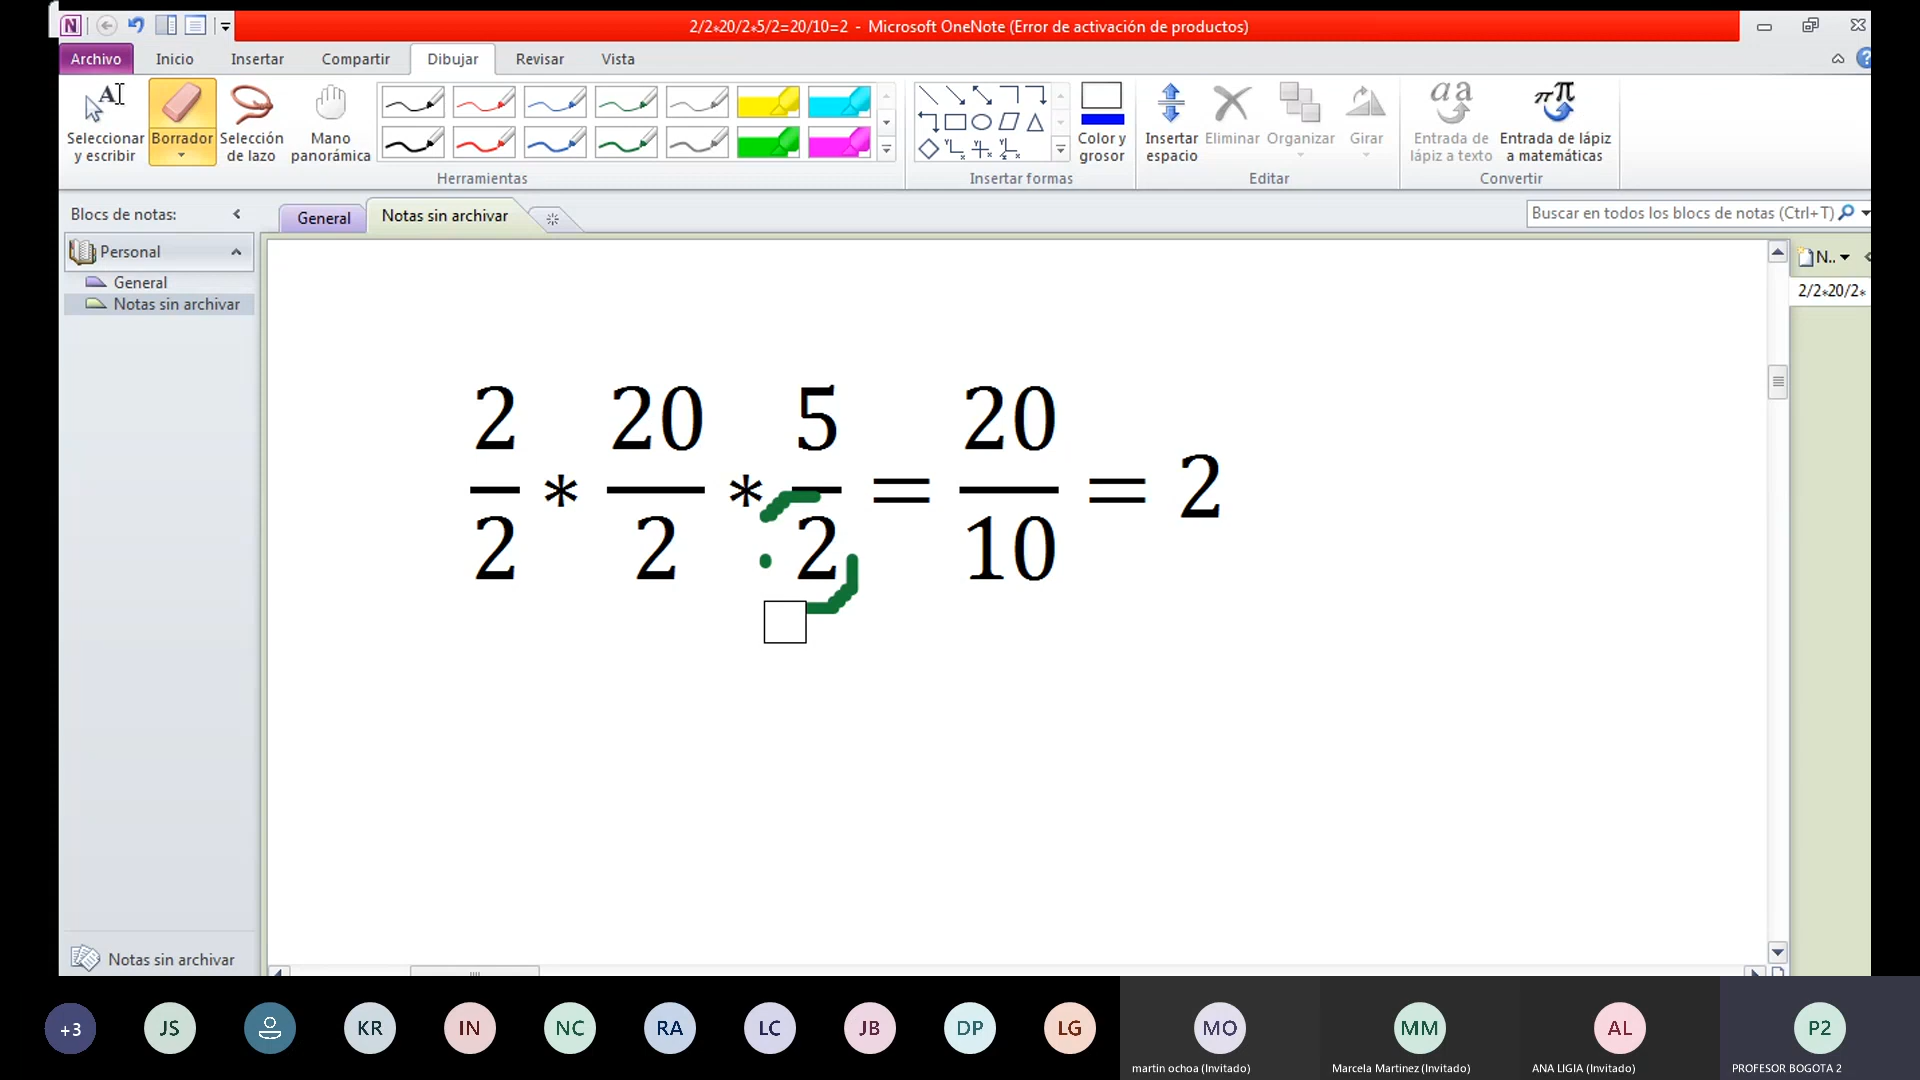 2/2*20/2*5/2=20/10=2 - Microsoft OneNote (Error de activación de productos)
Archivo Inicio Insertar Compartir Dibujar Revisar Vista
Seleccionar y escribir
Borrador
Selección de lazo
Mano panorámica
Color y grosor
Insertar espacio
Eliminar
Organizar
Girar
Entrada de lápiz a texto
Entrada de lápiz a matemáticas
Herramientas Insertar formas Editar Convertir
Blocs de notas:
General Notas sin archivar
Buscar en todos los blocs de notas (Ctrl+T)
Personal
General
Notas sin archivar
N..
2/2*20/2*
2/2 * 20/2 * 5/2 = 20/10 = 2
Notas sin archivar
+3 JS KR IN NC RA LC JB DP LG MO MM AL P2
martin ochoa (Invitado) Marcela Martinez (Invitado) ANA LIGIA (Invitado) PROFESOR BOGOTA 2